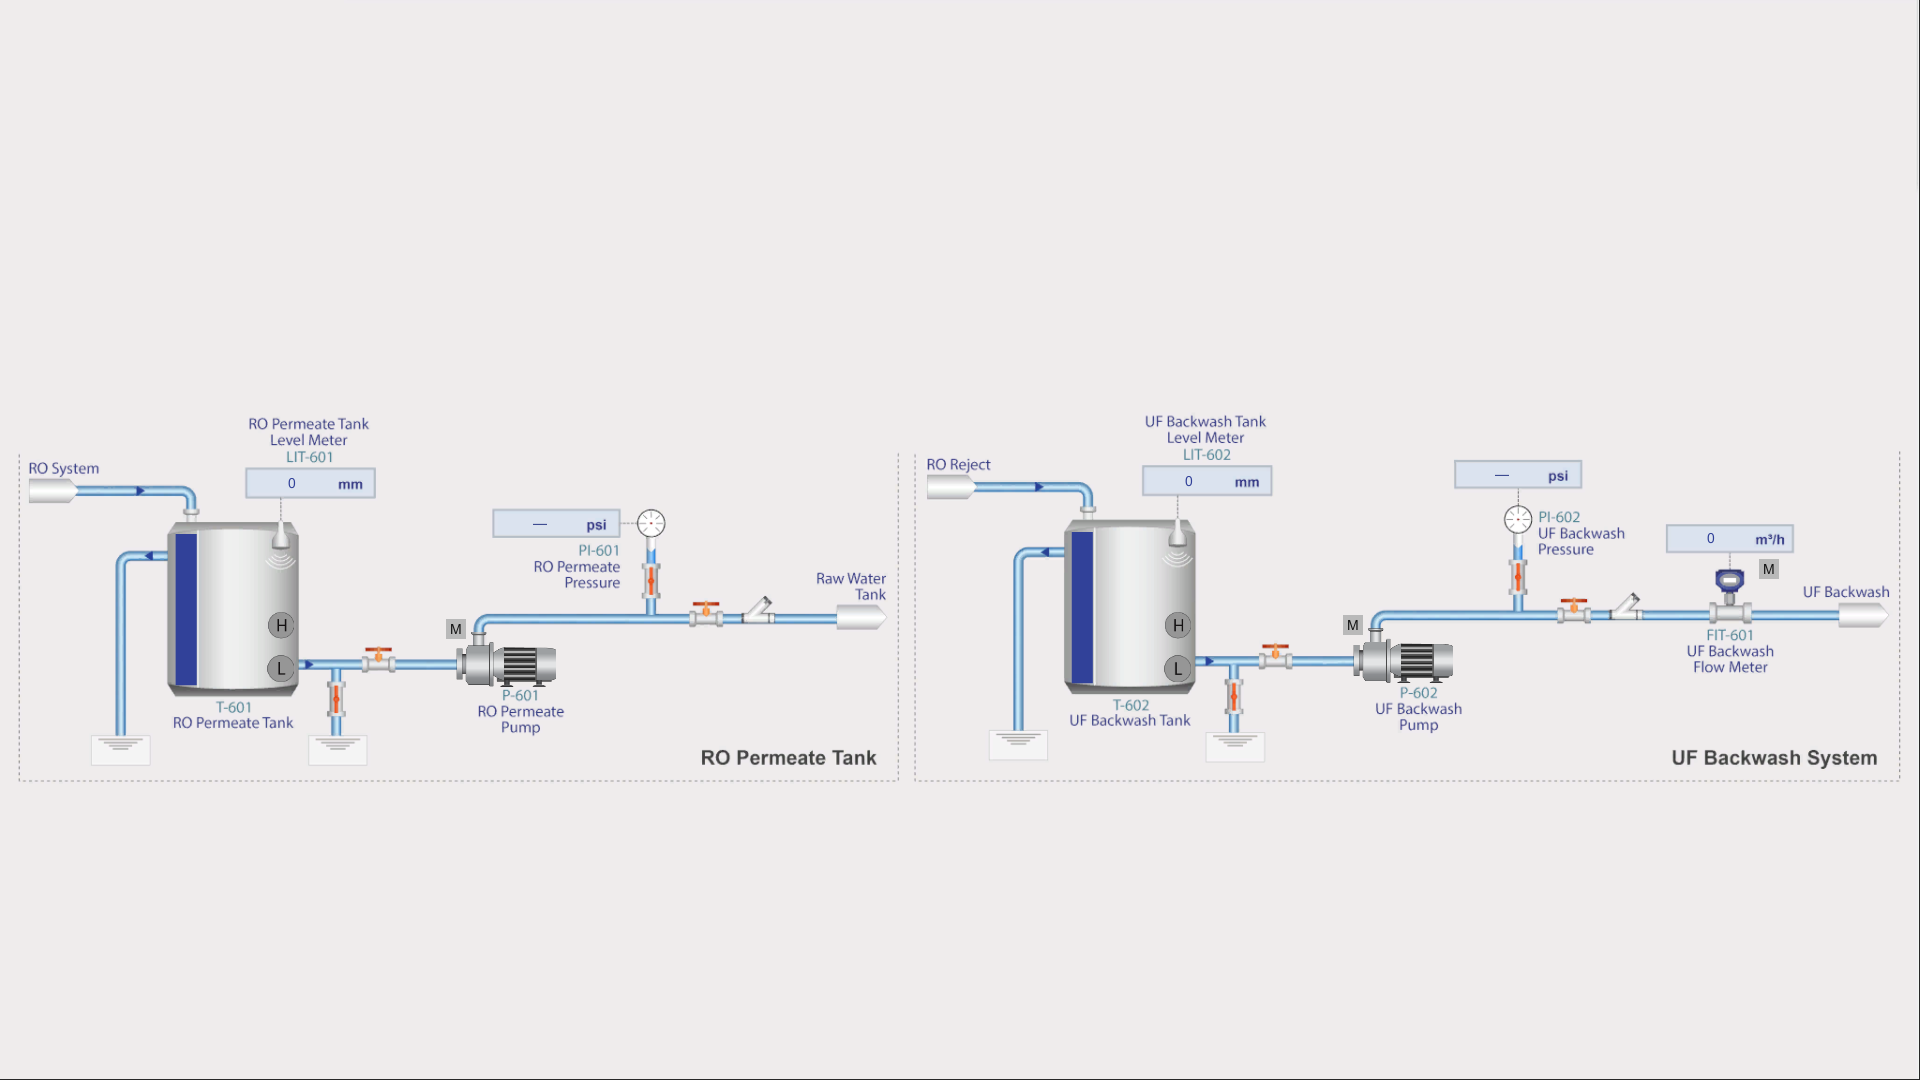 RO Permeate Tank
Level Meter
LIT-601
0 mm
RO System
— psi
PI-601
RO Permeate
Pressure
Raw Water
Tank
M
H
L
T-601
RO Permeate Tank
P-601
RO Permeate
Pump
RO Permeate Tank
UF Backwash Tank
Level Meter
LIT-602
0 mm
RO Reject
— psi
PI-602
UF Backwash
Pressure
0 m³/h
M
UF Backwash
FIT-601
UF Backwash
Flow Meter
M
H
L
T-602
UF Backwash Tank
P-602
UF Backwash
Pump
UF Backwash System